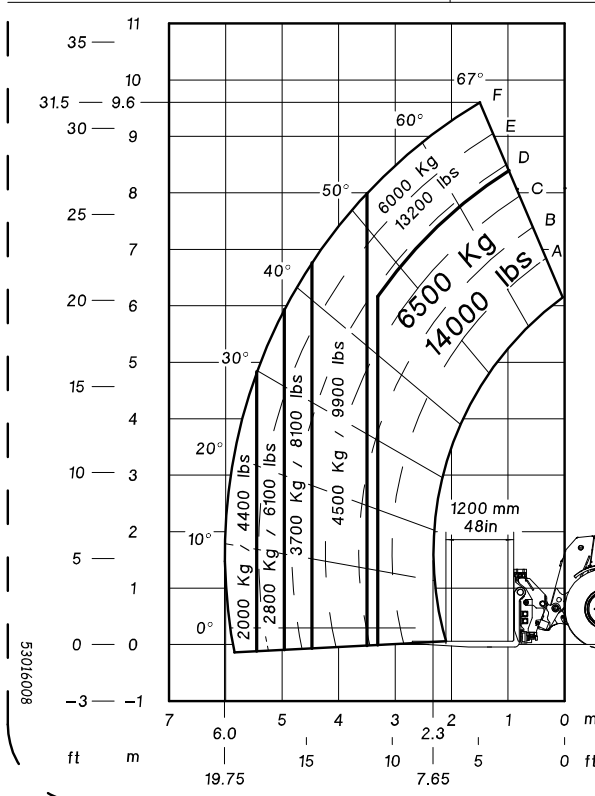 11
35
10
67°
31.5 9.6
F
60°
30
9
E
6000 Kg
13200 lbs
D
50°
8
C
25
B
7
A
40°
6500 Kg
14000 lbs
20
6
30°
5
15
4
20°
3
10
2000 Kg / 4400 lbs
2800 Kg / 6100 lbs
3700 Kg / 8100 lbs
4500 Kg / 9900 lbs
2
1200 mm
48in
10°
5
1
0°
0 0
53016008
-3 -1
7 6 5 4 3 2 1 0 m
6.0 2.3
ft m 15 10 5 0 ft
19.75 7.65